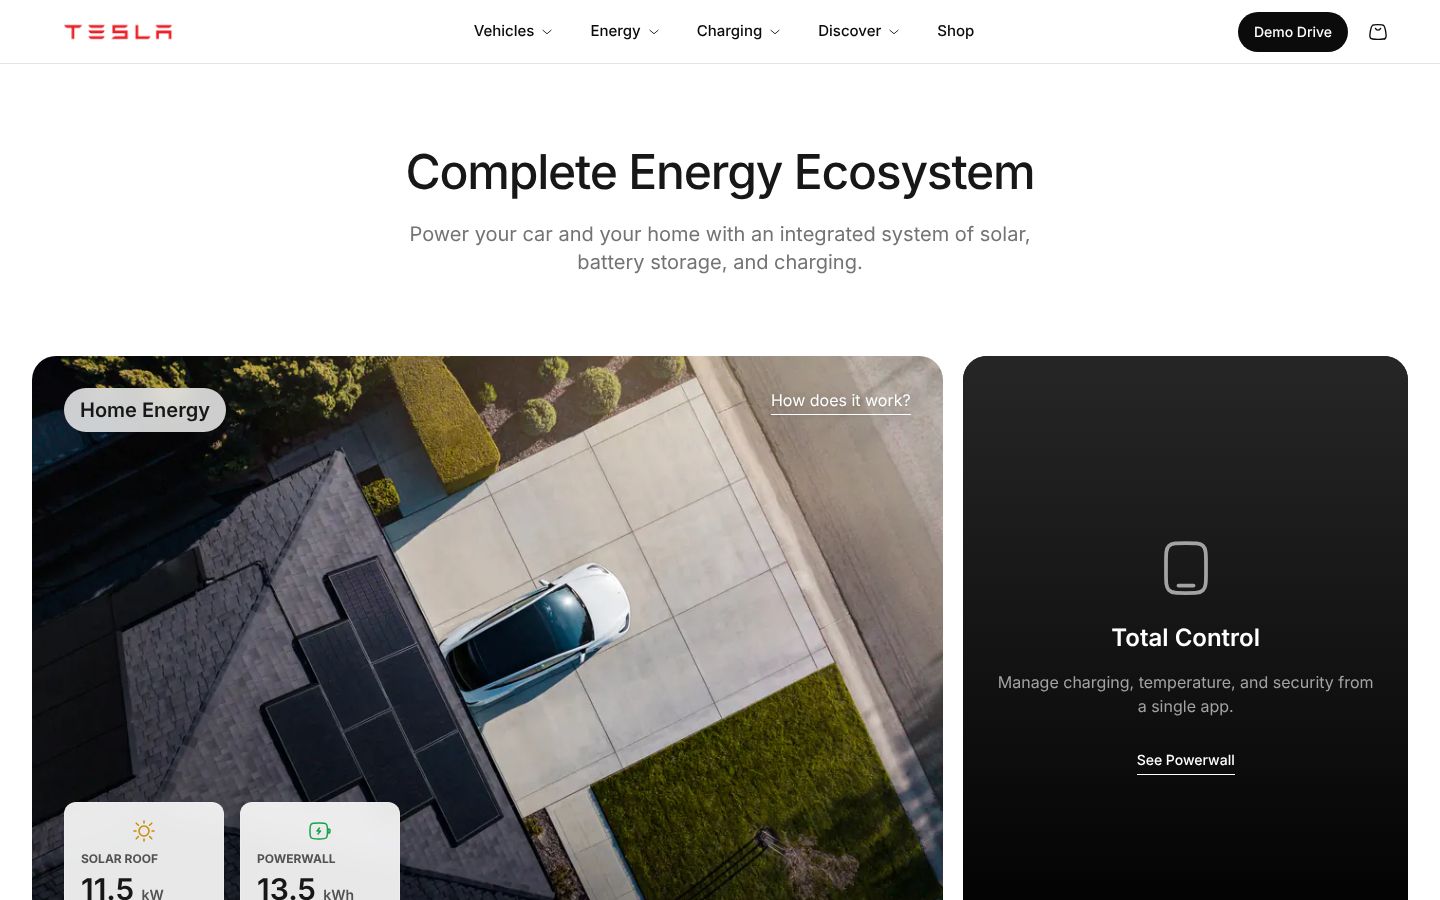 TESLA
Vehicles
Energy
Charging
Discover
Shop
Demo Drive
Complete Energy Ecosystem
Power your car and your home with an integrated system of solar,
battery storage, and charging.
Home Energy
How does it work?
SOLAR ROOF
11.5 kW
POWERWALL
13.5 kWh
Total Control
Manage charging, temperature, and security from
a single app.
See Powerwall